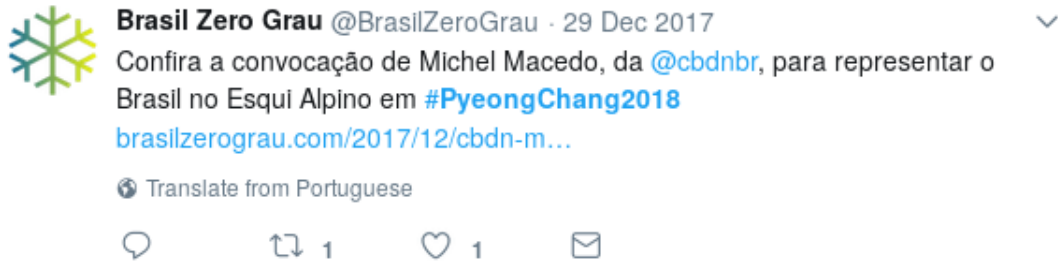 Brasil Zero Grau @BrasilZeroGrau · 29 Dec 2017
Confira a convocação de Michel Macedo, da @cbdnbr, para representar o
Brasil no Esqui Alpino em #PyeongChang2018
brasilzerograu.com/2017/12/cbdn-m…
Translate from Portuguese
1 1